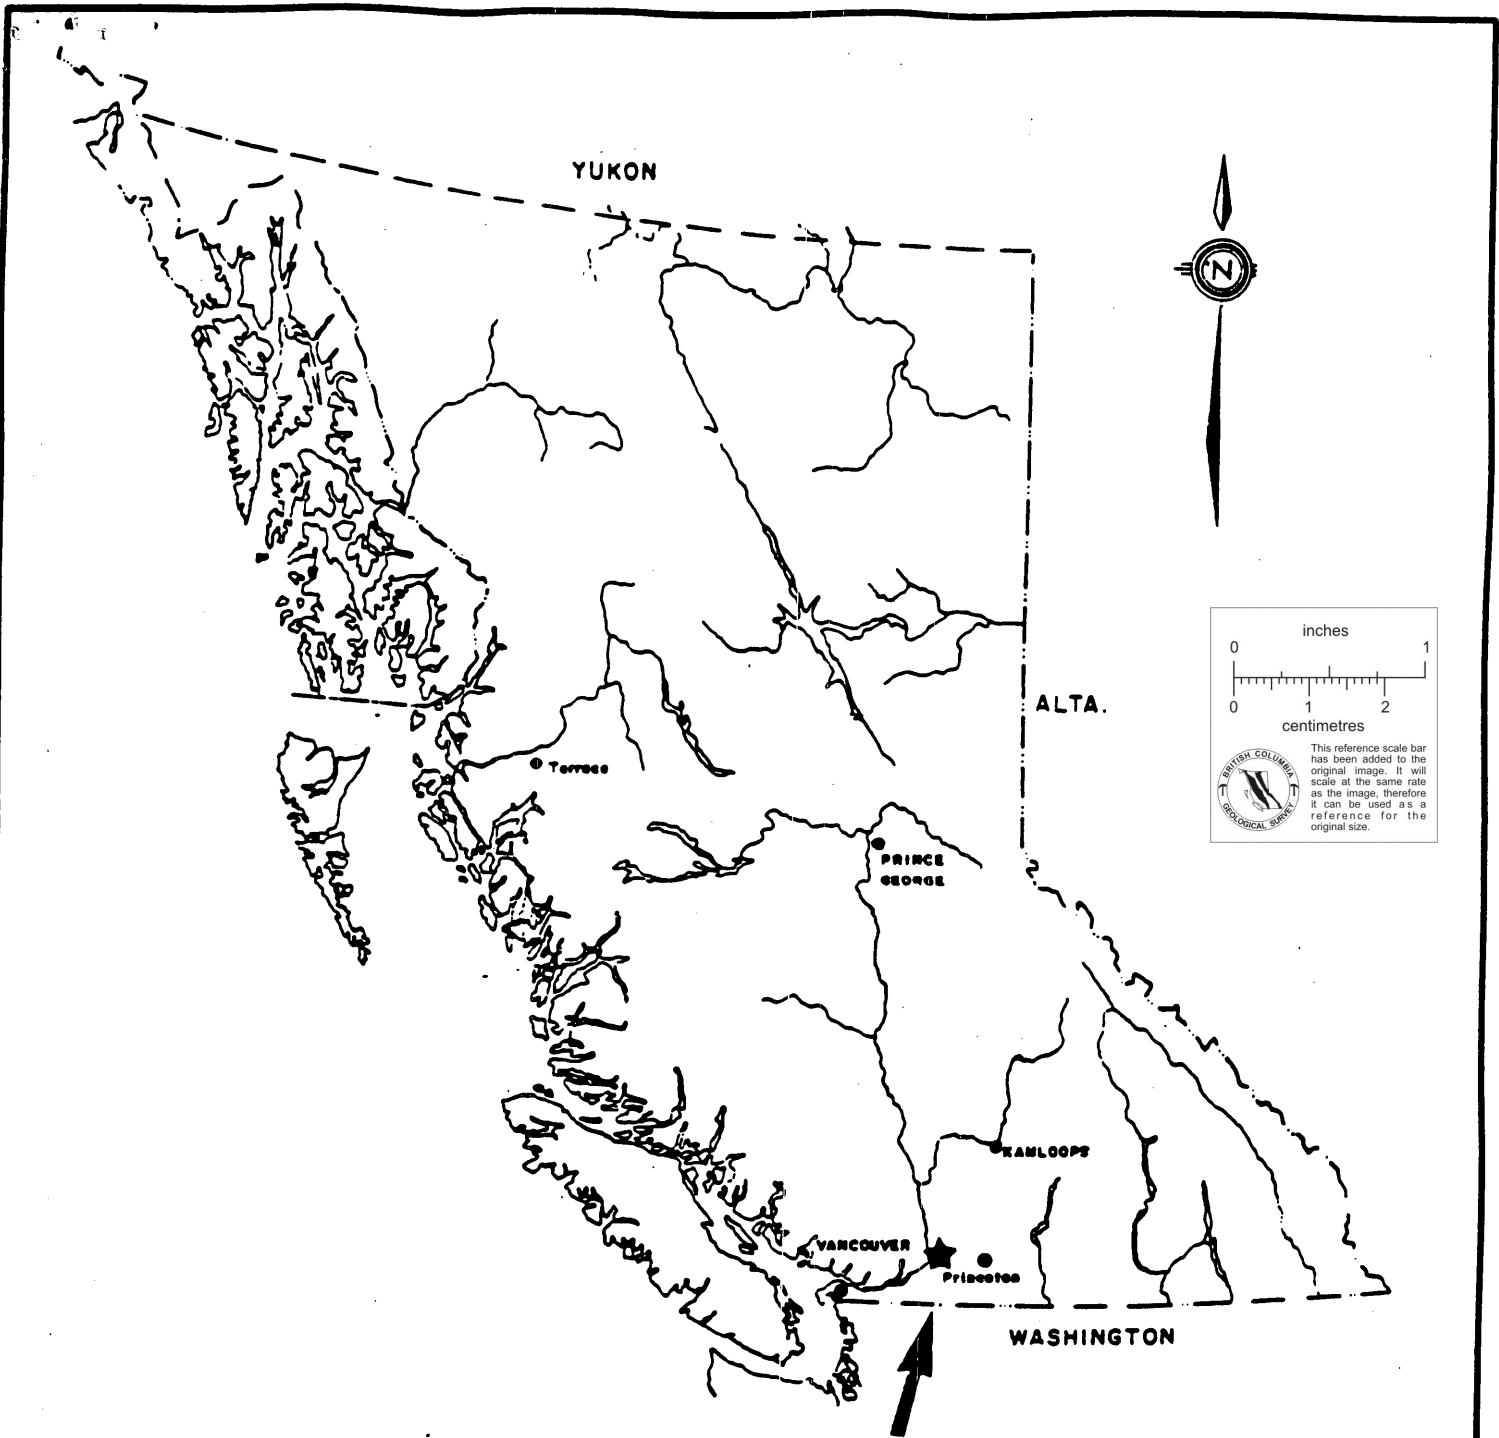 YUKON
N
inches
0 1
0 1 2
centimetres
ALTA.
BRITISH COLUMBIA
GEOLOGICAL SURVEY
This reference scale bar
has been added to the
original image. It will
scale at the same rate
as the image, therefore
it can be used as a
reference for the
original size.
Terrace
PRINCE
GEORGE
KAMLOOPS
VANCOUVER
Princeton
WASHINGTON